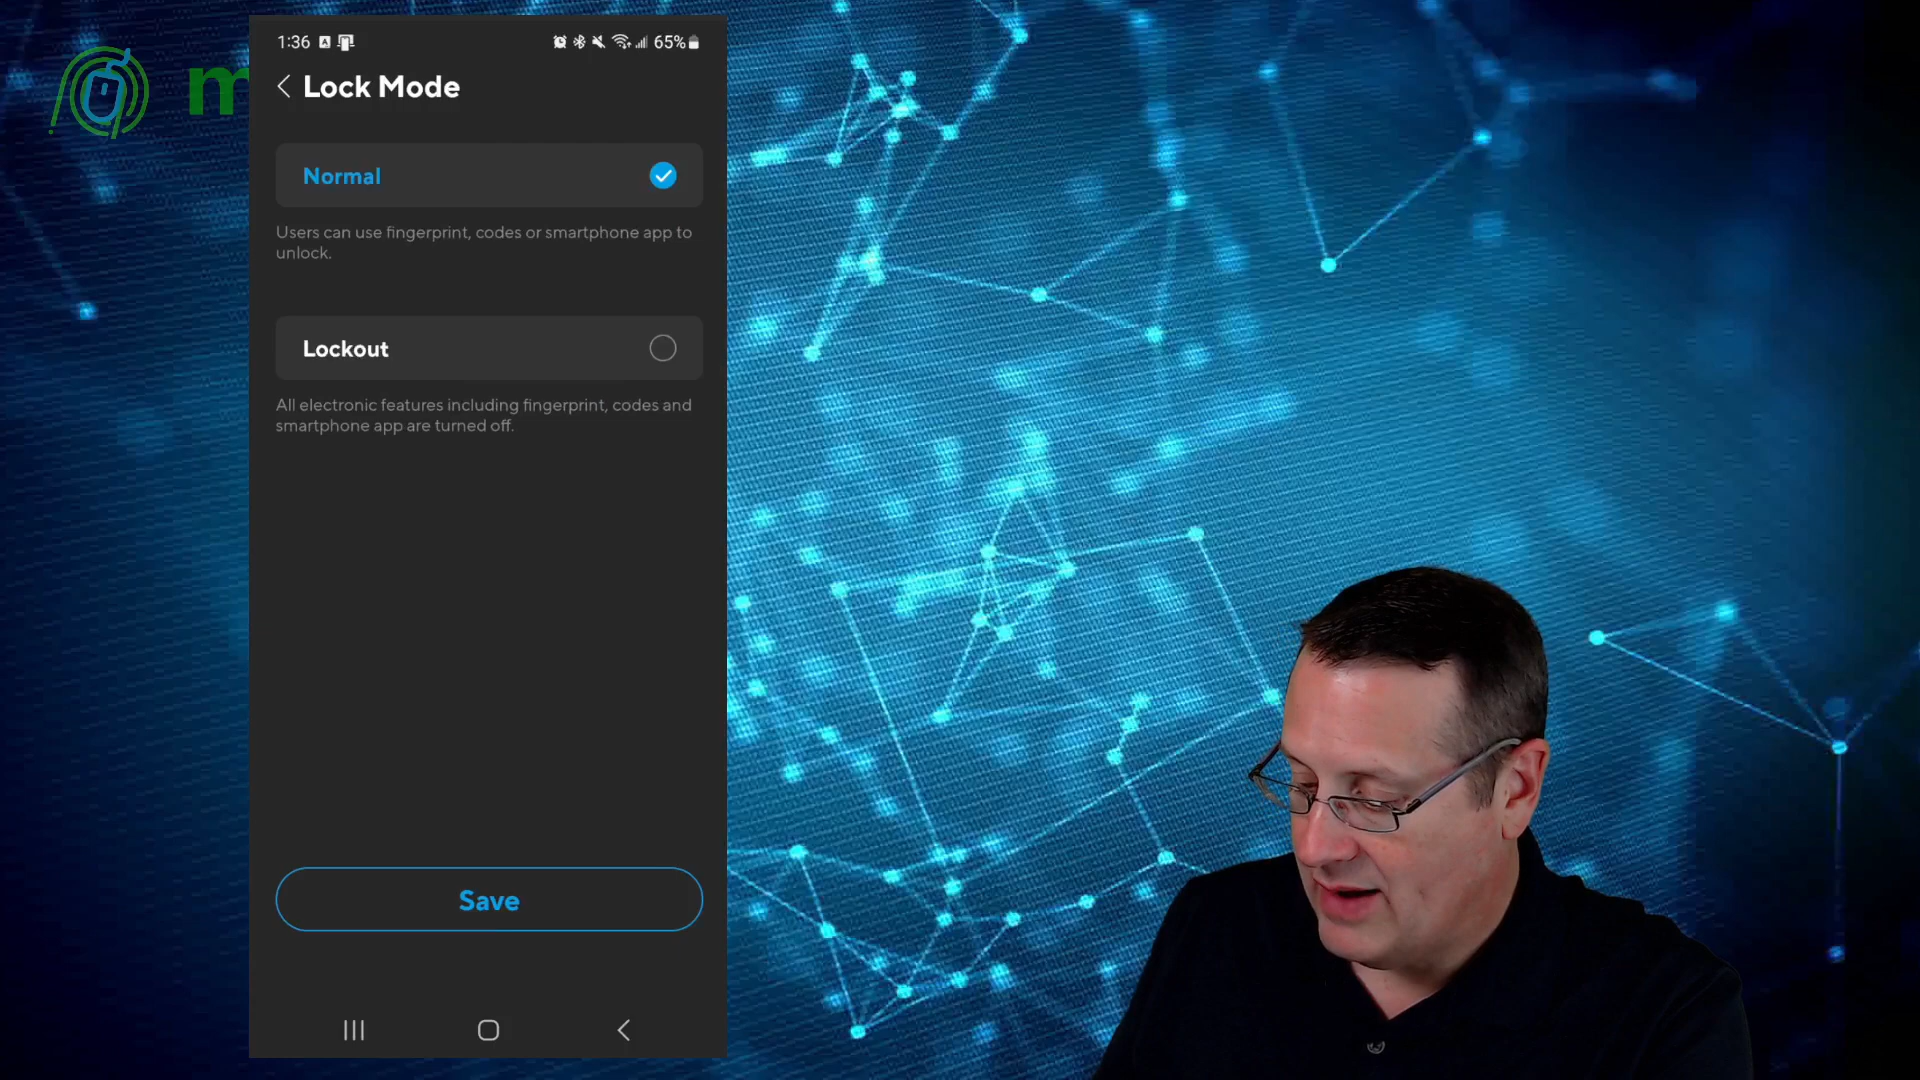 m
1:36
65%
Lock Mode
Normal
Users can use fingerprint, codes or smartphone app to
unlock.
Lockout
All electronic features including fingerprint, codes and
smartphone app are turned off.
Save